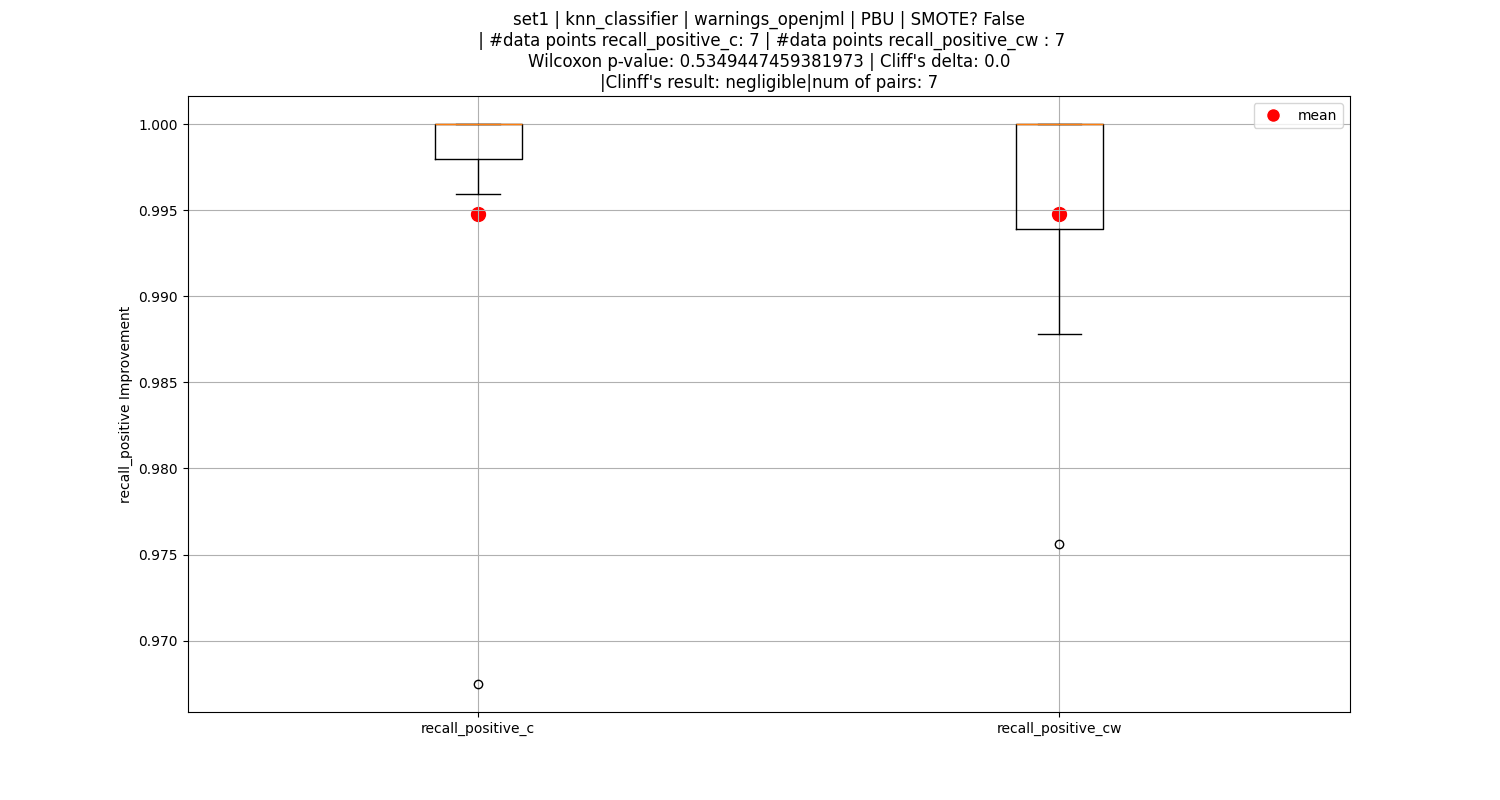 set1 | knn_classifier | warnings_openjml | PBU | SMOTE? False
| #data points recall_positive_c: 7 | #data points recall_positive_cw : 7
Wilcoxon p-value: 0.5349447459381973 | Cliff's delta: 0.0
|Clinff's result: negligible|num of pairs: 7
mean
1.000
0.995
0.990
0.985
0.980
0.975
0.970
recall_positive Improvement
recall_positive_c
recall_positive_cw